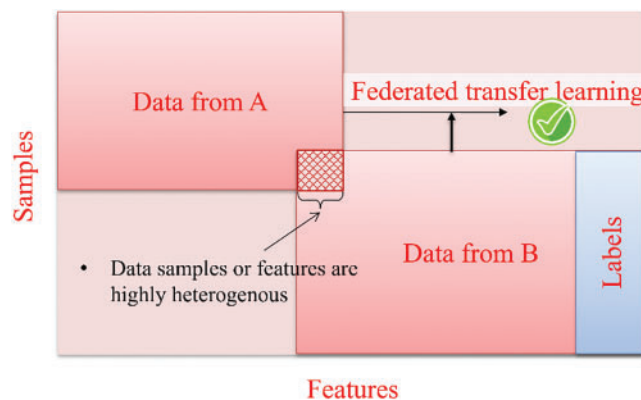 Data from A
Federated transfer learning
Samples
• Data samples or features are
highly heterogenous
Data from B
Labels
Features